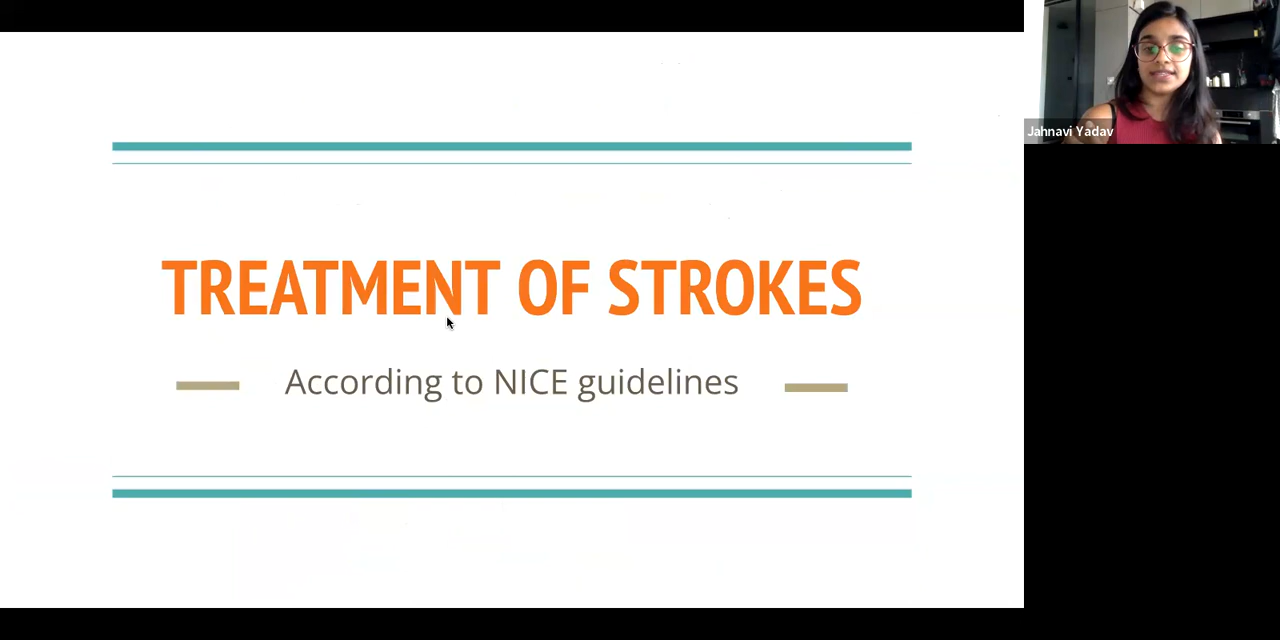 TREATMENT OF STROKES
According to NICE guidelines
Jahnavi Yadav